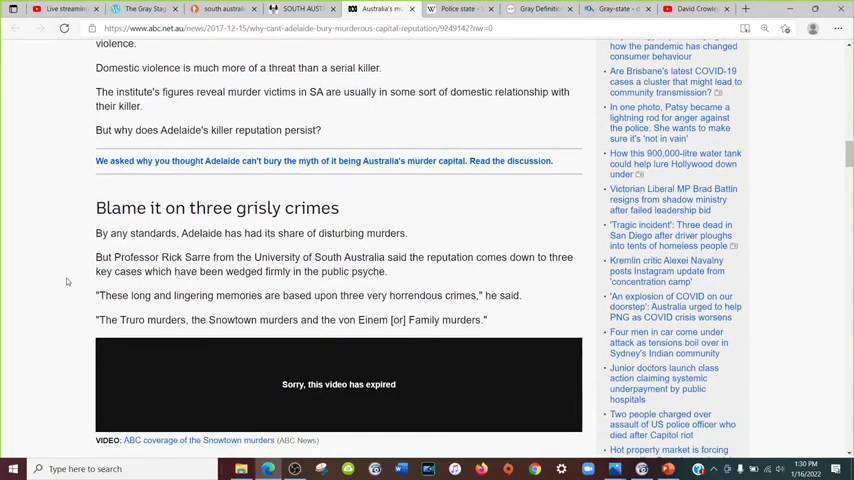 Live streaming
The Gray Stag
south australi
SOUTH AUST
Australia's mu
Police state - V
Gray Definition
Gray-state - d
David Crowley
https://www.abc.net.au/news/2017-12-15/why-cant-adelaide-bury-murderous-capital-reputation/9249142?nw=0
violence.
Domestic violence is much more of a threat than a serial killer.
The institute's figures reveal murder victims in SA are usually in some sort of domestic relationship with
their killer.
But why does Adelaide's killer reputation persist?
We asked why you thought Adelaide can't bury the myth of it being Australia's murder capital. Read the discussion.
Blame it on three grisly crimes
By any standards, Adelaide has had its share of disturbing murders.
But Professor Rick Sarre from the University of South Australia said the reputation comes down to three
key cases which have been wedged firmly in the public psyche.
"These long and lingering memories are based upon three very horrendous crimes," he said.
"The Truro murders, the Snowtown murders and the von Einem [or] Family murders."
Sorry, this video has expired
VIDEO: ABC coverage of the Snowtown murders (ABC News)
how the pandemic has changed
consumer behaviour
Are Brisbane's latest COVID-19
cases a cluster that might lead to
community transmission?
In one photo, Patsy became a
lightning rod for anger against
the police. She wants to make
sure it's 'not in vain'
How this 900,000-litre water tank
could help lure Hollywood down
under
Victorian Liberal MP Brad Battin
resigns from shadow ministry
after failed leadership bid
'Tragic incident': Three dead in
San Diego after driver ploughs
into tents of homeless people
Kremlin critic Alexei Navalny
posts Instagram update from
'concentration camp'
'An explosion of COVID on our
doorstep': Australia urged to help
PNG as COVID crisis worsens
Four men in car come under
attack as tensions boil over in
Sydney's Indian community
Junior doctors launch class
action claiming systemic
underpayment by public
hospitals
Two people charged over
assault of US police officer who
died after Capitol riot
Hot property market is forcing
Type here to search
1:30 PM
1/16/2022